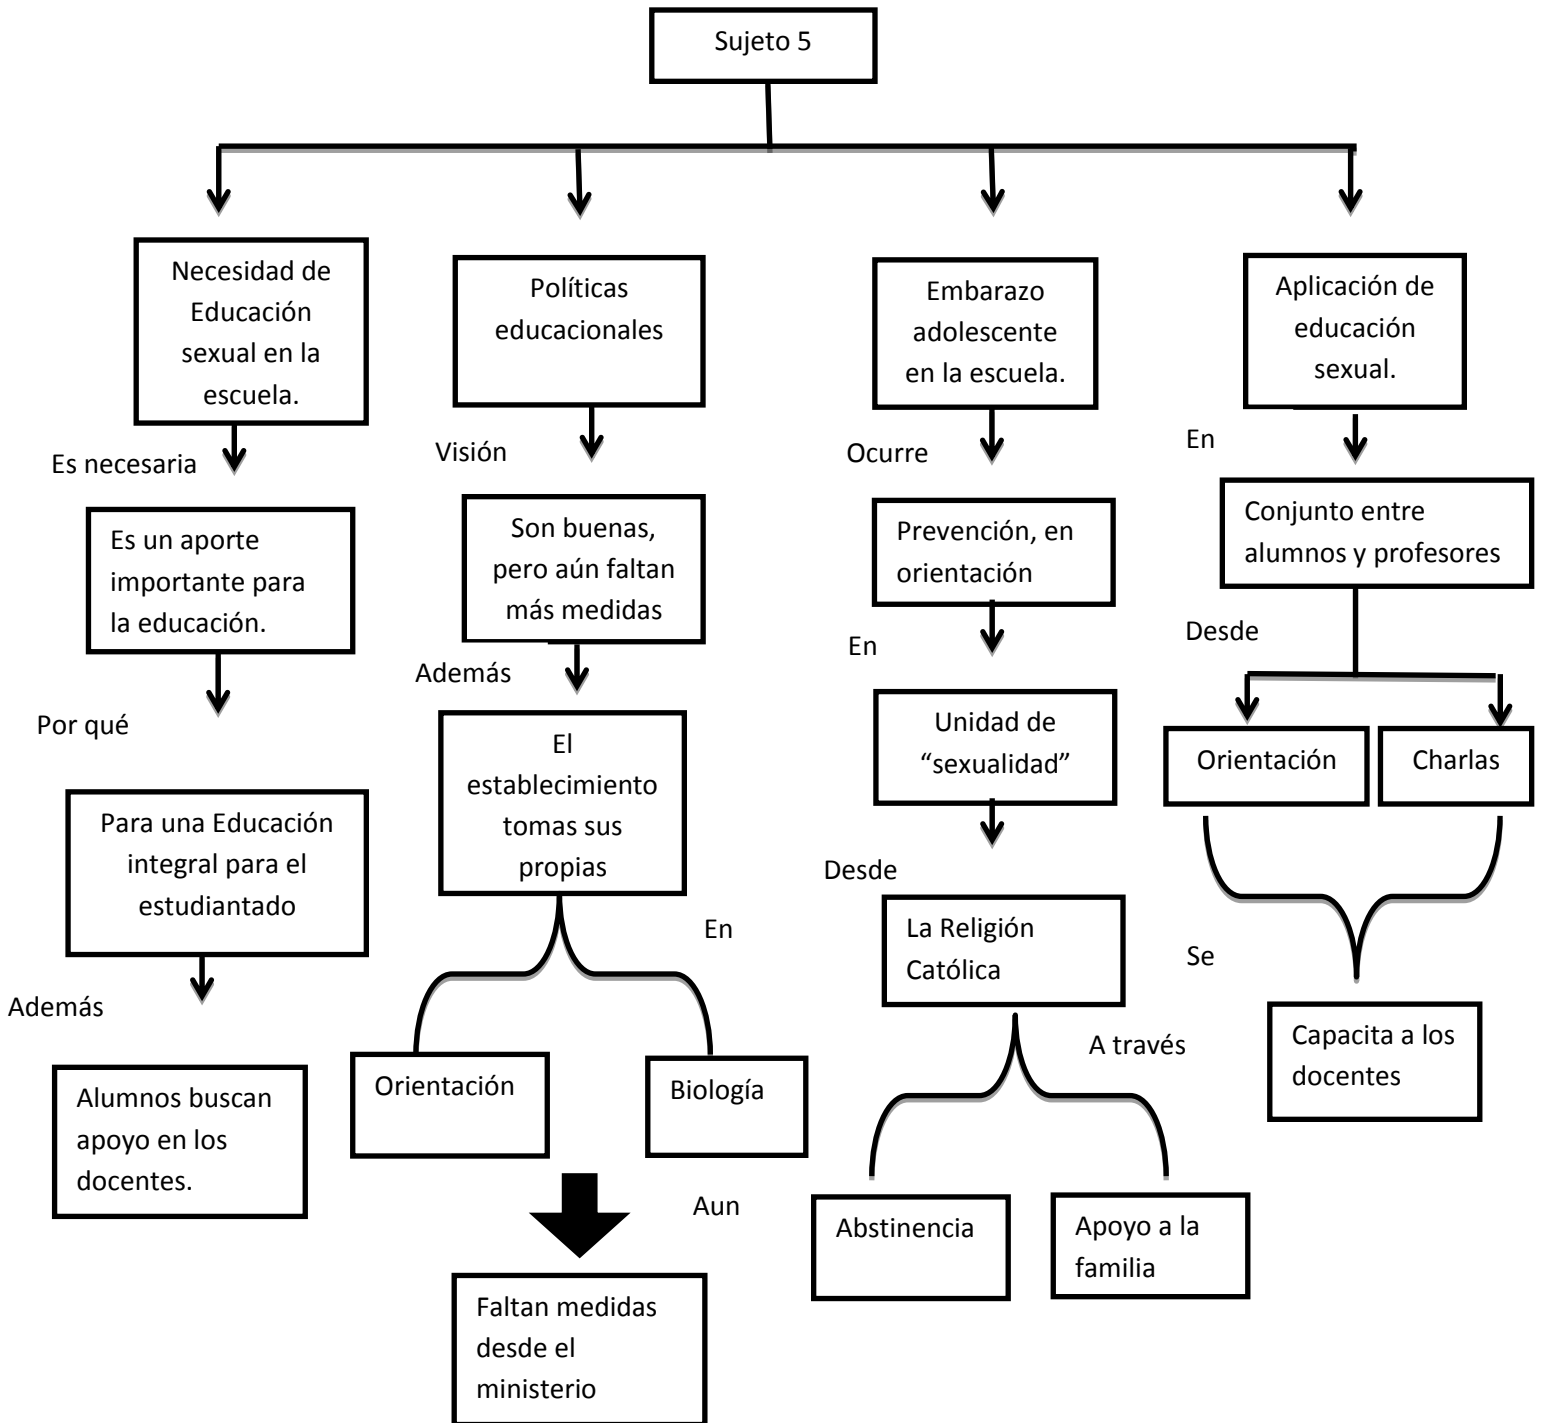 Sujeto 5
Necesidad de
Educación
sexual en la
escuela.
Es necesaria
Es un aporte
importante para
la educación.
Por qué
Para una Educación
integral para el
estudiantado
Además
Alumnos buscan
apoyo en los
docentes.
Políticas
educacionales
Visión
Son buenas,
pero aún faltan
más medidas
Además
El
establecimiento
tomas sus
propias
En
Orientación
Biología
Aun
Faltan medidas
desde el
ministerio
Embarazo
adolescente
en la escuela.
Ocurre
Prevención, en
orientación
En
Unidad de
“sexualidad”
Desde
La Religión
Católica
A través
Abstinencia
Apoyo a la
familia
Aplicación de
educación
sexual.
En
Conjunto entre
alumnos y profesores
Desde
Orientación
Charlas
Se
Capacita a los
docentes